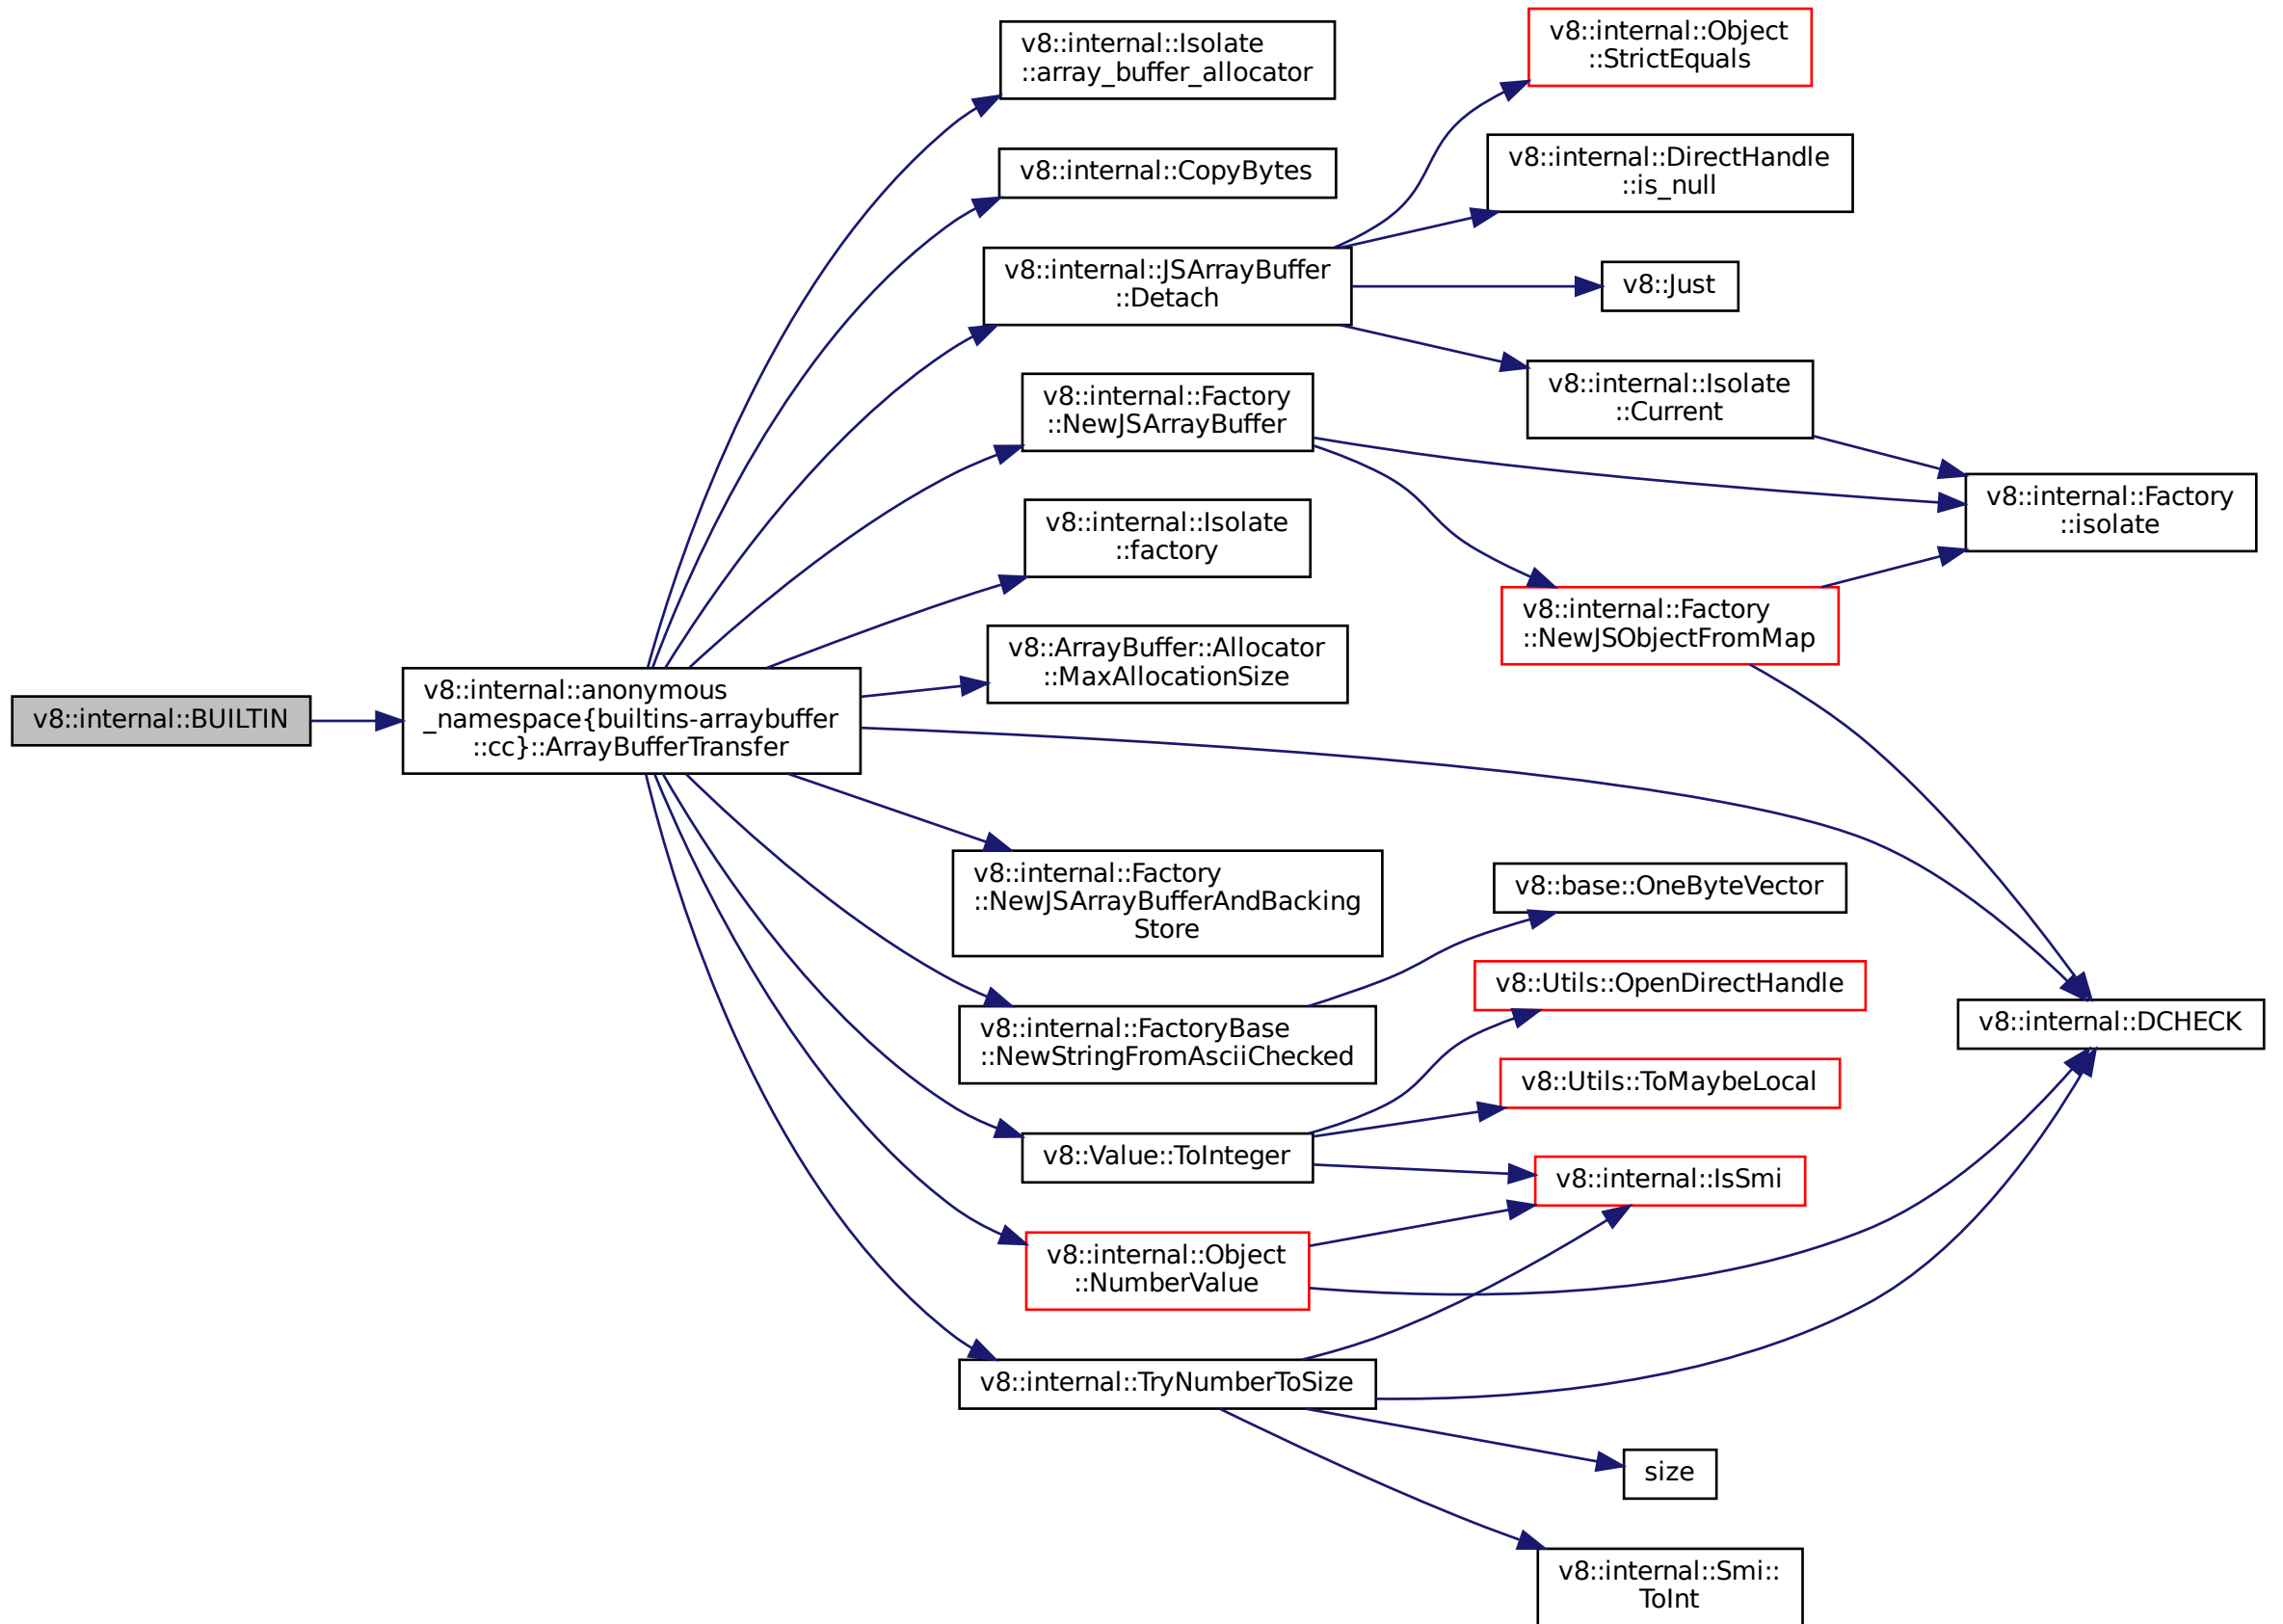 v8::internal::Isolate
::array_buffer_allocator
v8::internal::CopyBytes
v8::internal::JSArrayBuffer
::Detach
v8::internal::Object
::StrictEquals
v8::internal::DirectHandle
::is_null
v8::Just
v8::internal::Isolate
::Current
v8::internal::Factory
::NewJSArrayBuffer
v8::internal::Factory
::isolate
v8::internal::Isolate
::factory
v8::internal::Factory
::NewJSObjectFromMap
v8::ArrayBuffer::Allocator
::MaxAllocationSize
v8::internal::BUILTIN
v8::internal::anonymous
_namespace{builtins-arraybuffer
::cc}::ArrayBufferTransfer
v8::internal::Factory
::NewJSArrayBufferAndBacking
Store
v8::base::OneByteVector
v8::Utils::OpenDirectHandle
v8::internal::DCHECK
v8::internal::FactoryBase
::NewStringFromAsciiChecked
v8::Utils::ToMaybeLocal
v8::Value::ToInteger
v8::internal::IsSmi
v8::internal::Object
::NumberValue
v8::internal::TryNumberToSize
size
v8::internal::Smi::
ToInt